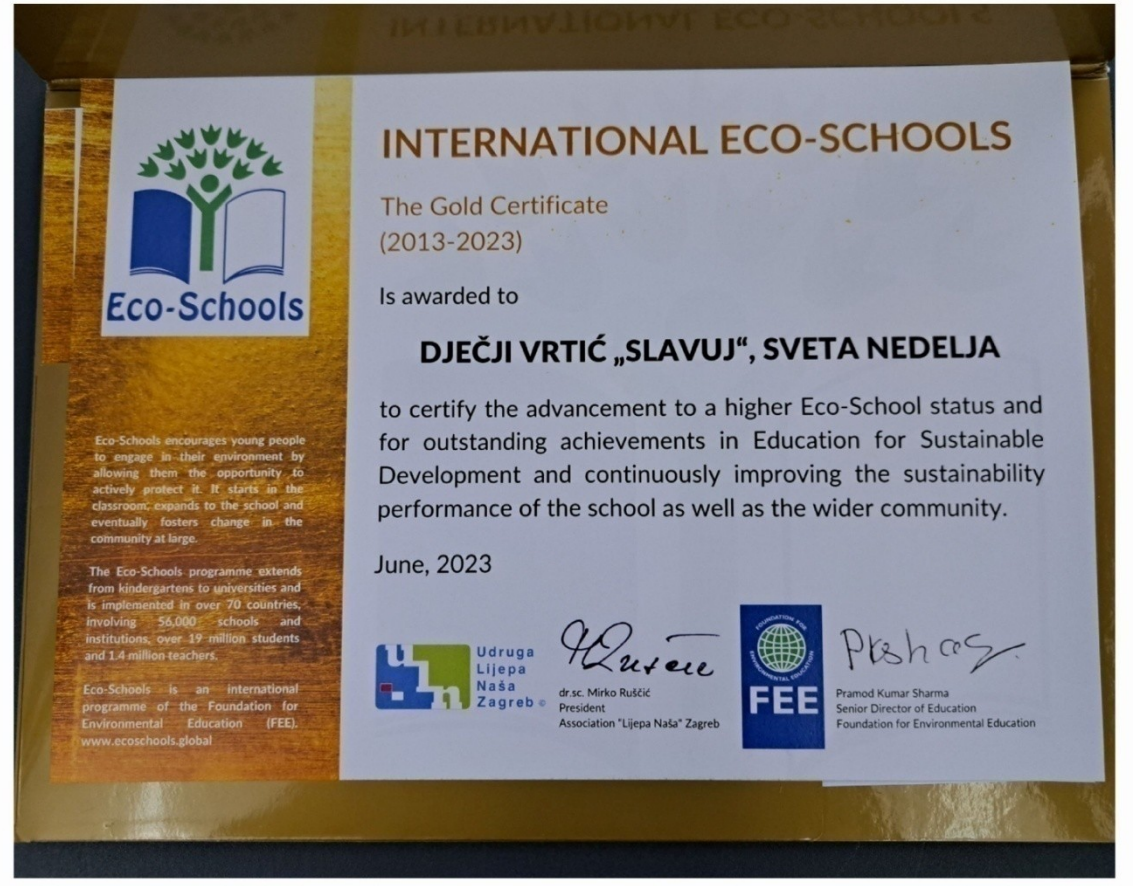 INTERNATIONAL ECO-SCHOOLS
Eco-Schools
Eco-Schools encourages young people
to engage in their environment by
allowing them the opportunity to
actively protect it. It starts in the
classroom, expands to the school and
eventually fosters change in the
community at large.
The Eco-Schools programme extends
from kindergartens to universities and
is implemented in over 70 countries,
involving 56,000 schools and
institutions, over 19 million students
and 1.4 million teachers.
Eco-Schools is an international
programme of the Foundation for
Environmental Education (FEE).
www.ecoschools.global
INTERNATIONAL ECO-SCHOOLS
The Gold Certificate
(2013-2023)
Is awarded to
DJEČJI VRTIĆ „SLAVUJ“, SVETA NEDELJA
to certify the advancement to a higher Eco-School status and
for outstanding achievements in Education for Sustainable
Development and continuously improving the sustainability
performance of the school as well as the wider community.
June, 2023
Udruga
Lijepa
Naša
Zagreb ©
dr.sc. Mirko Ruščić
President
Association "Lijepa Naša" Zagreb
FOUNDATION FOR
ENVIRONMENTAL EDUCATION
FEE
Pramod Kumar Sharma
Senior Director of Education
Foundation for Environmental Education